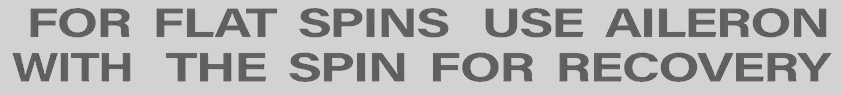 FOR FLAT SPINS USE AILERON
WITH THE SPIN FOR RECOVERY